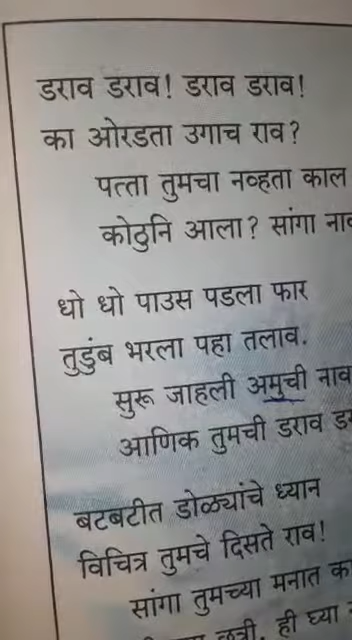 डराव डराव! डराव डराव!
का ओरडता उगाच राव?
पत्ता तुमचा नव्हता काल
कोठुनि आला? सांगा
धो धो पाउस पडला फार
तुडुंब भरला पहा तलाव.
सुरू जाहली अमुची नाव
आणिक तुमची डराव
बटबटीत डोळ्यांचे ध्यान
विचित्र तुमचे दिसते राव!
सांगा तुमच्या मनात
ही घ्या